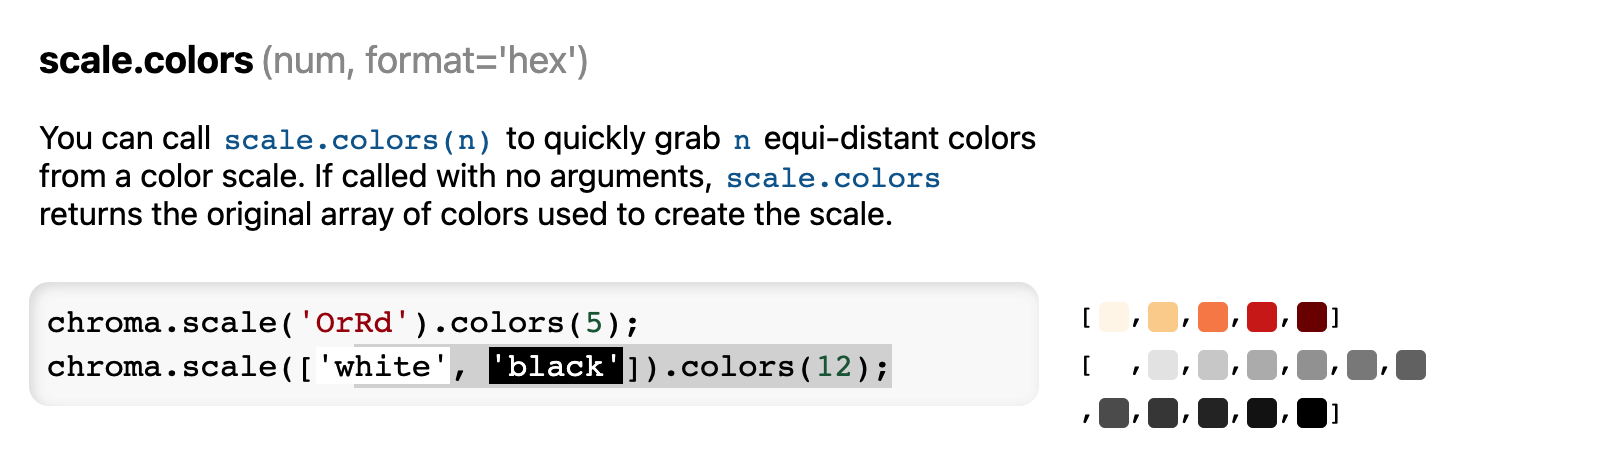 scale.colors (num, format='hex')
You can call scale.colors(n) to quickly grab n equi-distant colors
from a color scale. If called with no arguments, scale.colors
returns the original array of colors used to create the scale.
chroma.scale('OrRd').colors(5);
chroma.scale(['white', 'black']).colors(12);
[ , , , , ]
[ , , , , , ,
, , , , , ]